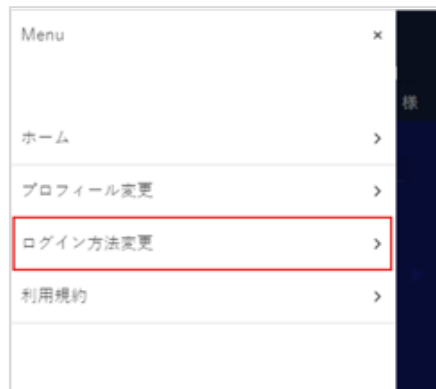 Menu ×
様
ホーム
プロフィール変更
ログイン方法変更
利用規約